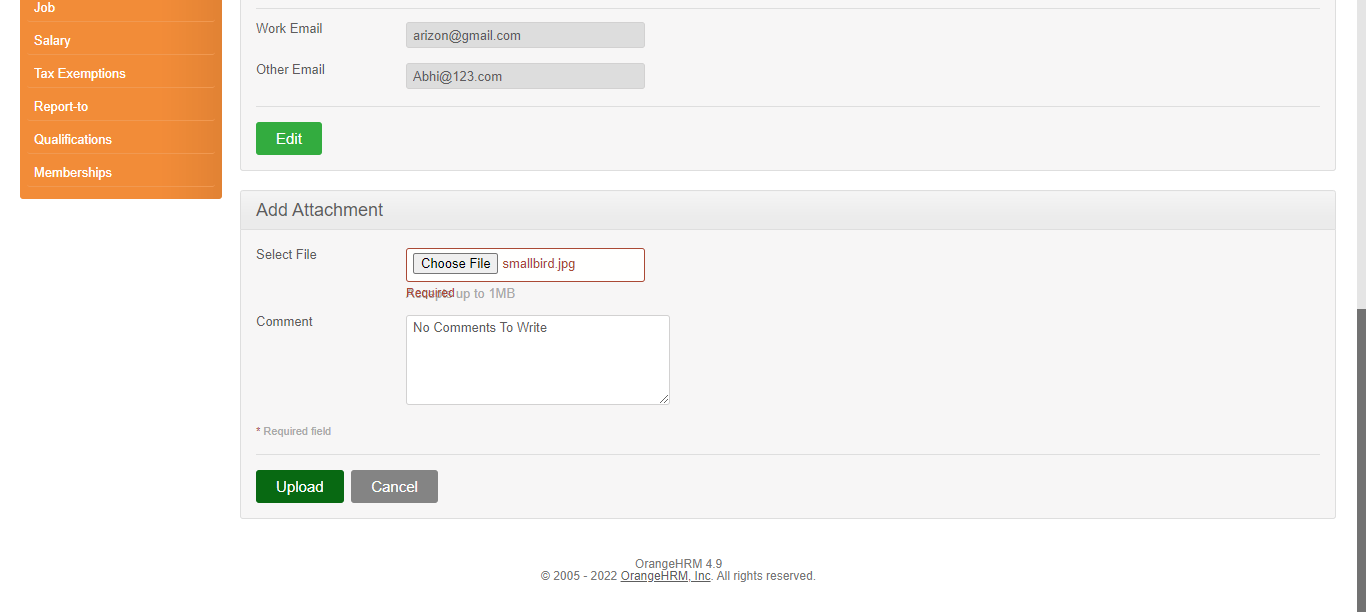 Job
Salary
Tax Exemptions
Report-to
Qualifications
Memberships
Work Email
arizon@gmail.com
Other Email
Abhi@123.com
Edit
Add Attachment
Select File
Choose File smallbird.jpg
Required
Accepts up to 1MB
Comment
No Comments To Write
* Required field
Upload
Cancel
OrangeHRM 4.9
© 2005 - 2022 OrangeHRM, Inc. All rights reserved.